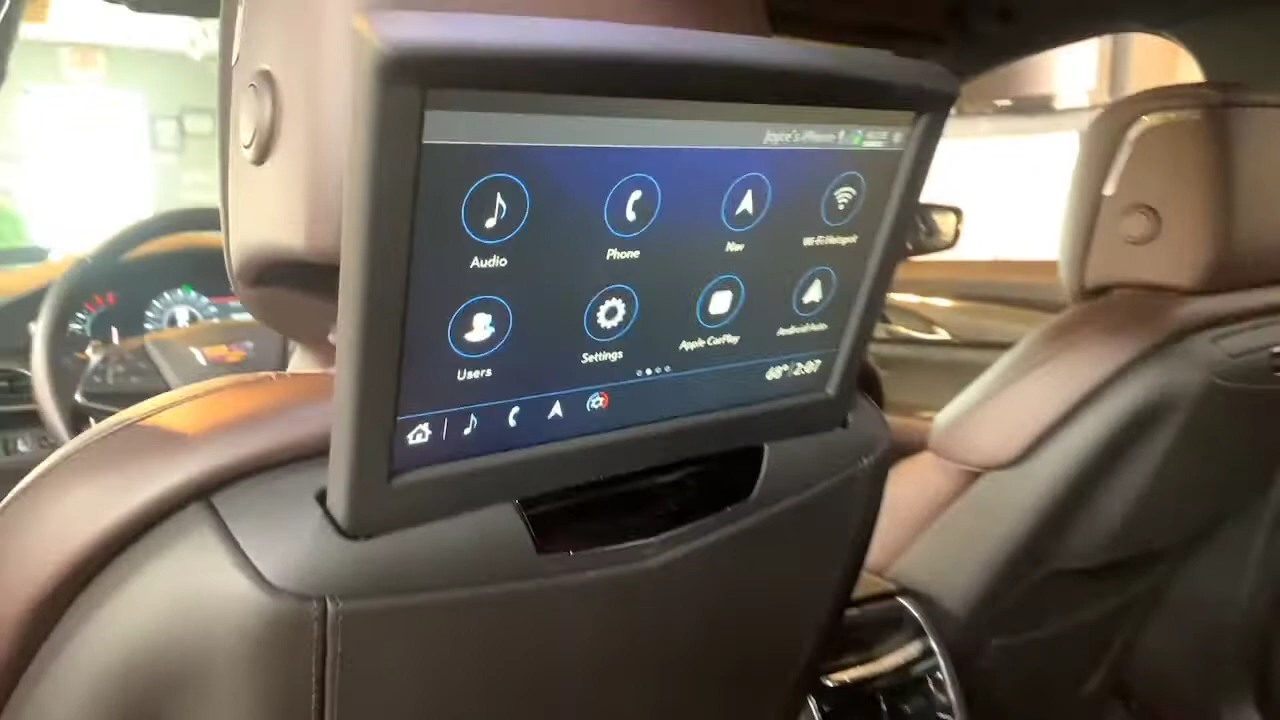 Joyce's iPhone
Audio Phone Nav Wi-Fi Hotspot
Users Settings Apple CarPlay Android Auto
68° 2:07